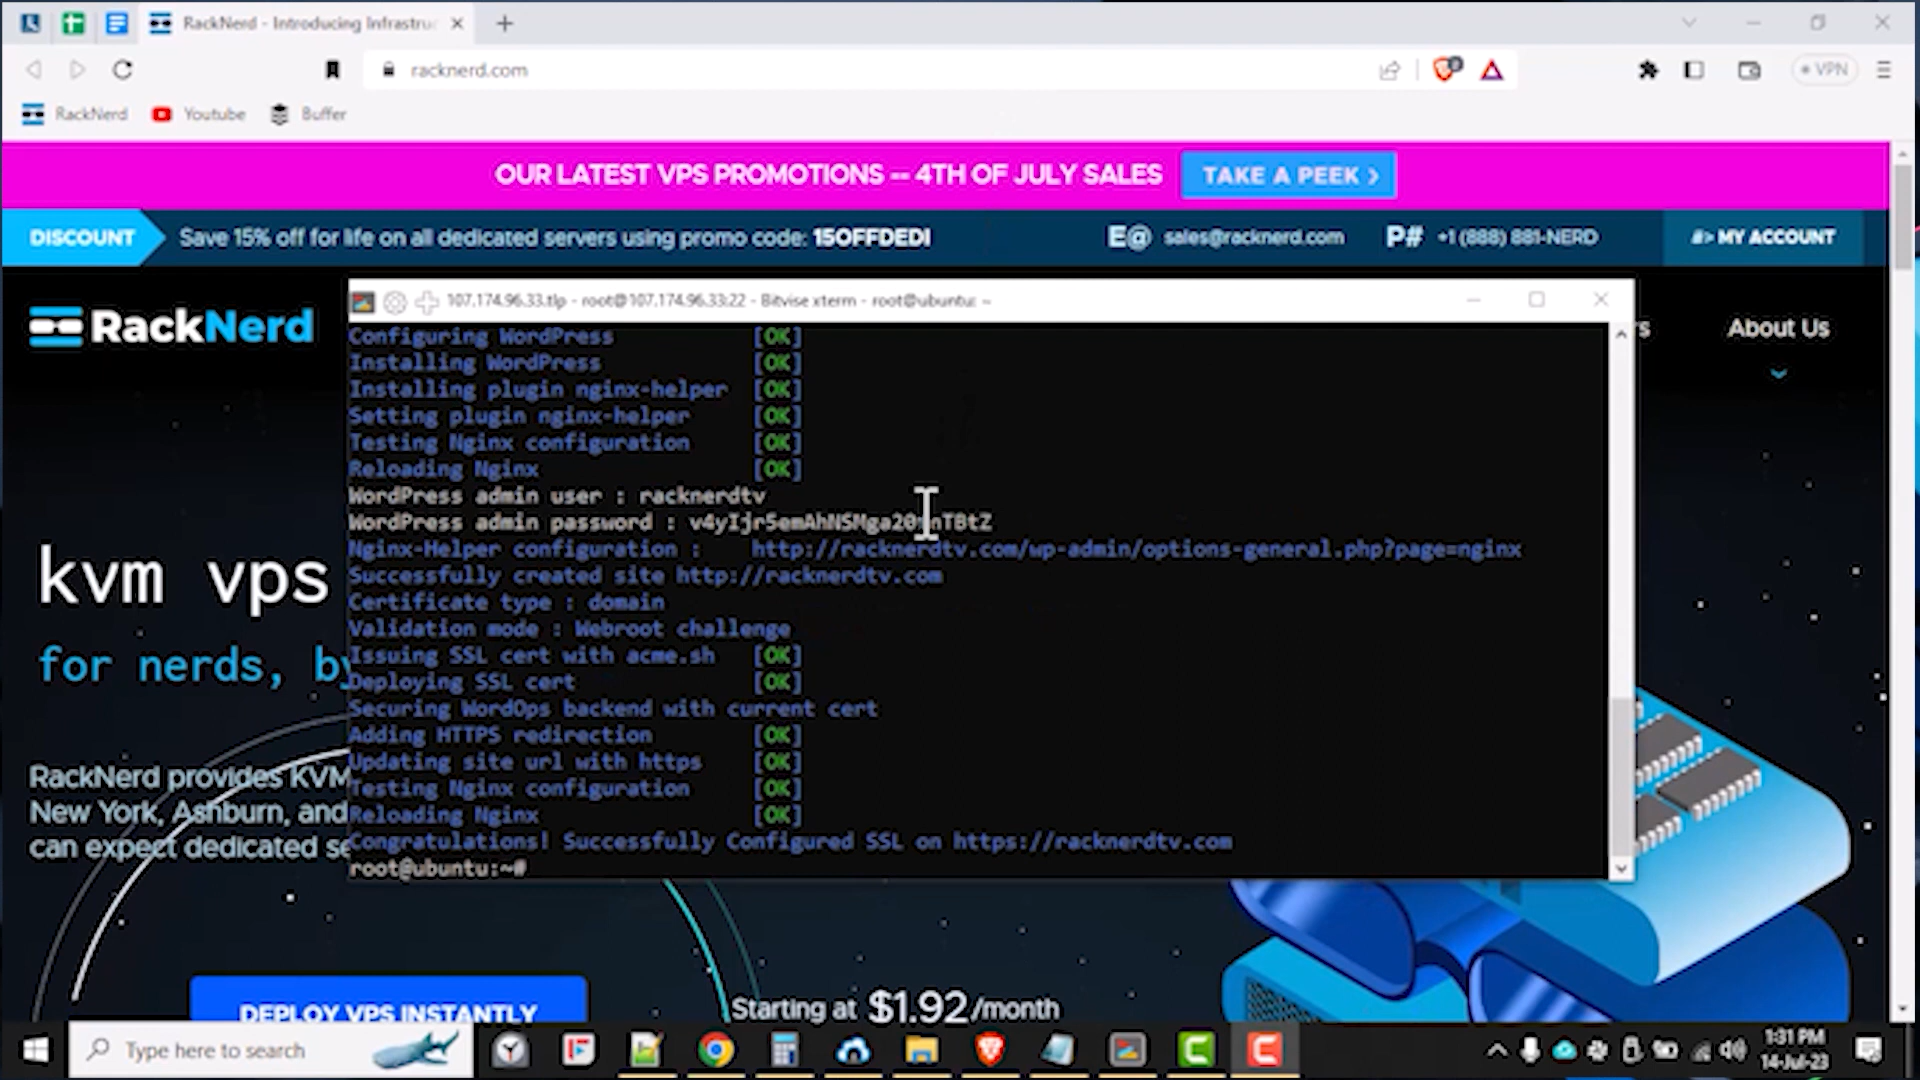 RackNerd - Introducing Infrastruc
racknerd.com
VPN
RackNerd Youtube Buffer
OUR LATEST VPS PROMOTIONS -- 4TH OF JULY SALES TAKE A PEEK >
DISCOUNT Save 15% off for life on all dedicated servers using promo code: 15OFFDEDI E@ sales@racknerd.com P# +1 (888) 881-NERD #> MY ACCOUNT
107.174.96.33.tlp - root@107.174.96.33:22 - Bitvise xterm - root@ubuntu: ~
RackNerd
About Us
Configuring WordPress [OK]
Installing WordPress [OK]
Installing plugin nginx-helper [OK]
Setting plugin nginx-helper [OK]
Testing Nginx configuration [OK]
Reloading Nginx [OK]
WordPress admin user : racknerdtv
WordPress admin password :
Nginx-Helper configuration : http://racknerdtv.com/wp-admin/options-general.php?page=nginx
Successfully created site http://racknerdtv.com
Certificate type : domain
Validation mode : Webroot challenge
Issuing SSL cert with acme.sh [OK]
Deploying SSL cert [OK]
Securing WordOps backend with current cert
Adding HTTPS redirection [OK]
Updating site url with https [OK]
Testing Nginx configuration [OK]
Reloading Nginx [OK]
Congratulations! Successfully Configured SSL on https://racknerdtv.com
root@ubuntu:~#
kvm vps
for nerds, by
RackNerd provides KVM
New York, Ashburn, and
can expect dedicated se
DEPLOY VPS INSTANTLY
Starting at $1.92/month
Type here to search
1:31 PM
14-Jul-23